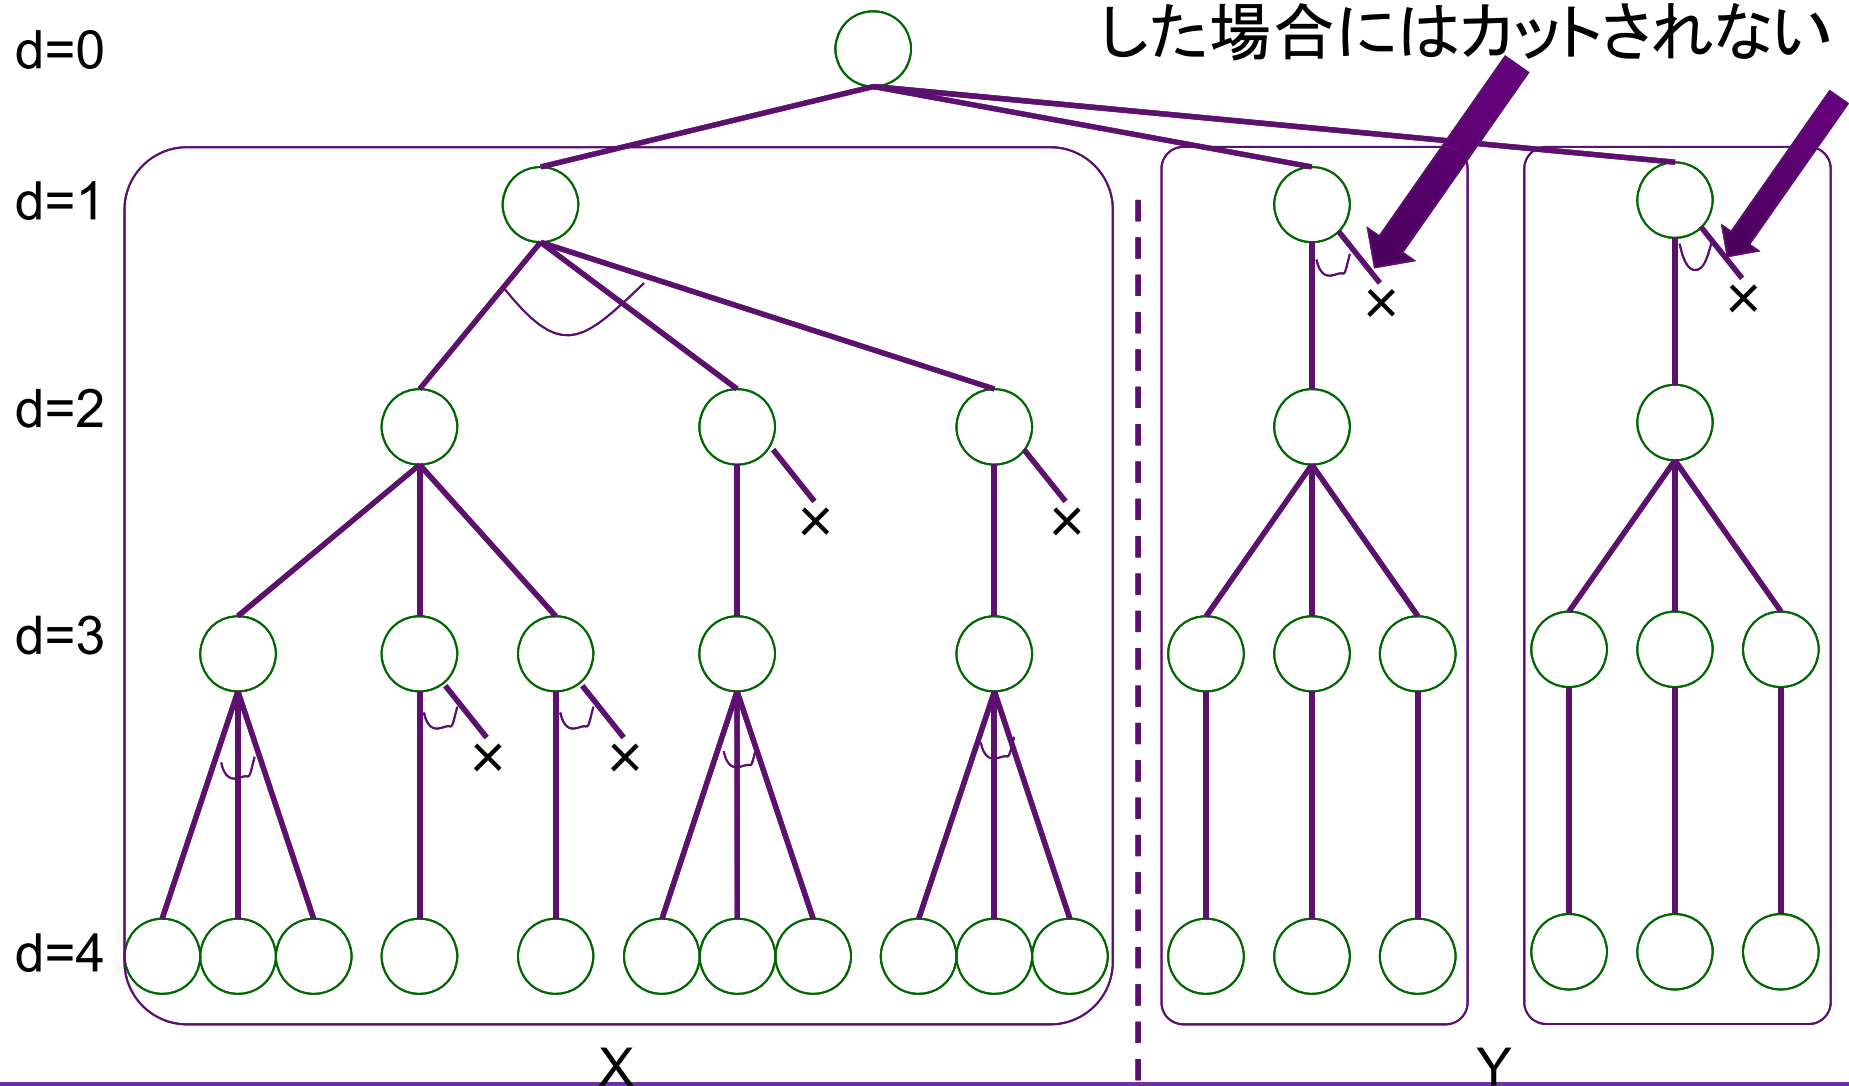 した場合にはカットされない
d=0
d=1
×
×
d=2
×
×
d=3
×
×
d=4
X
Y